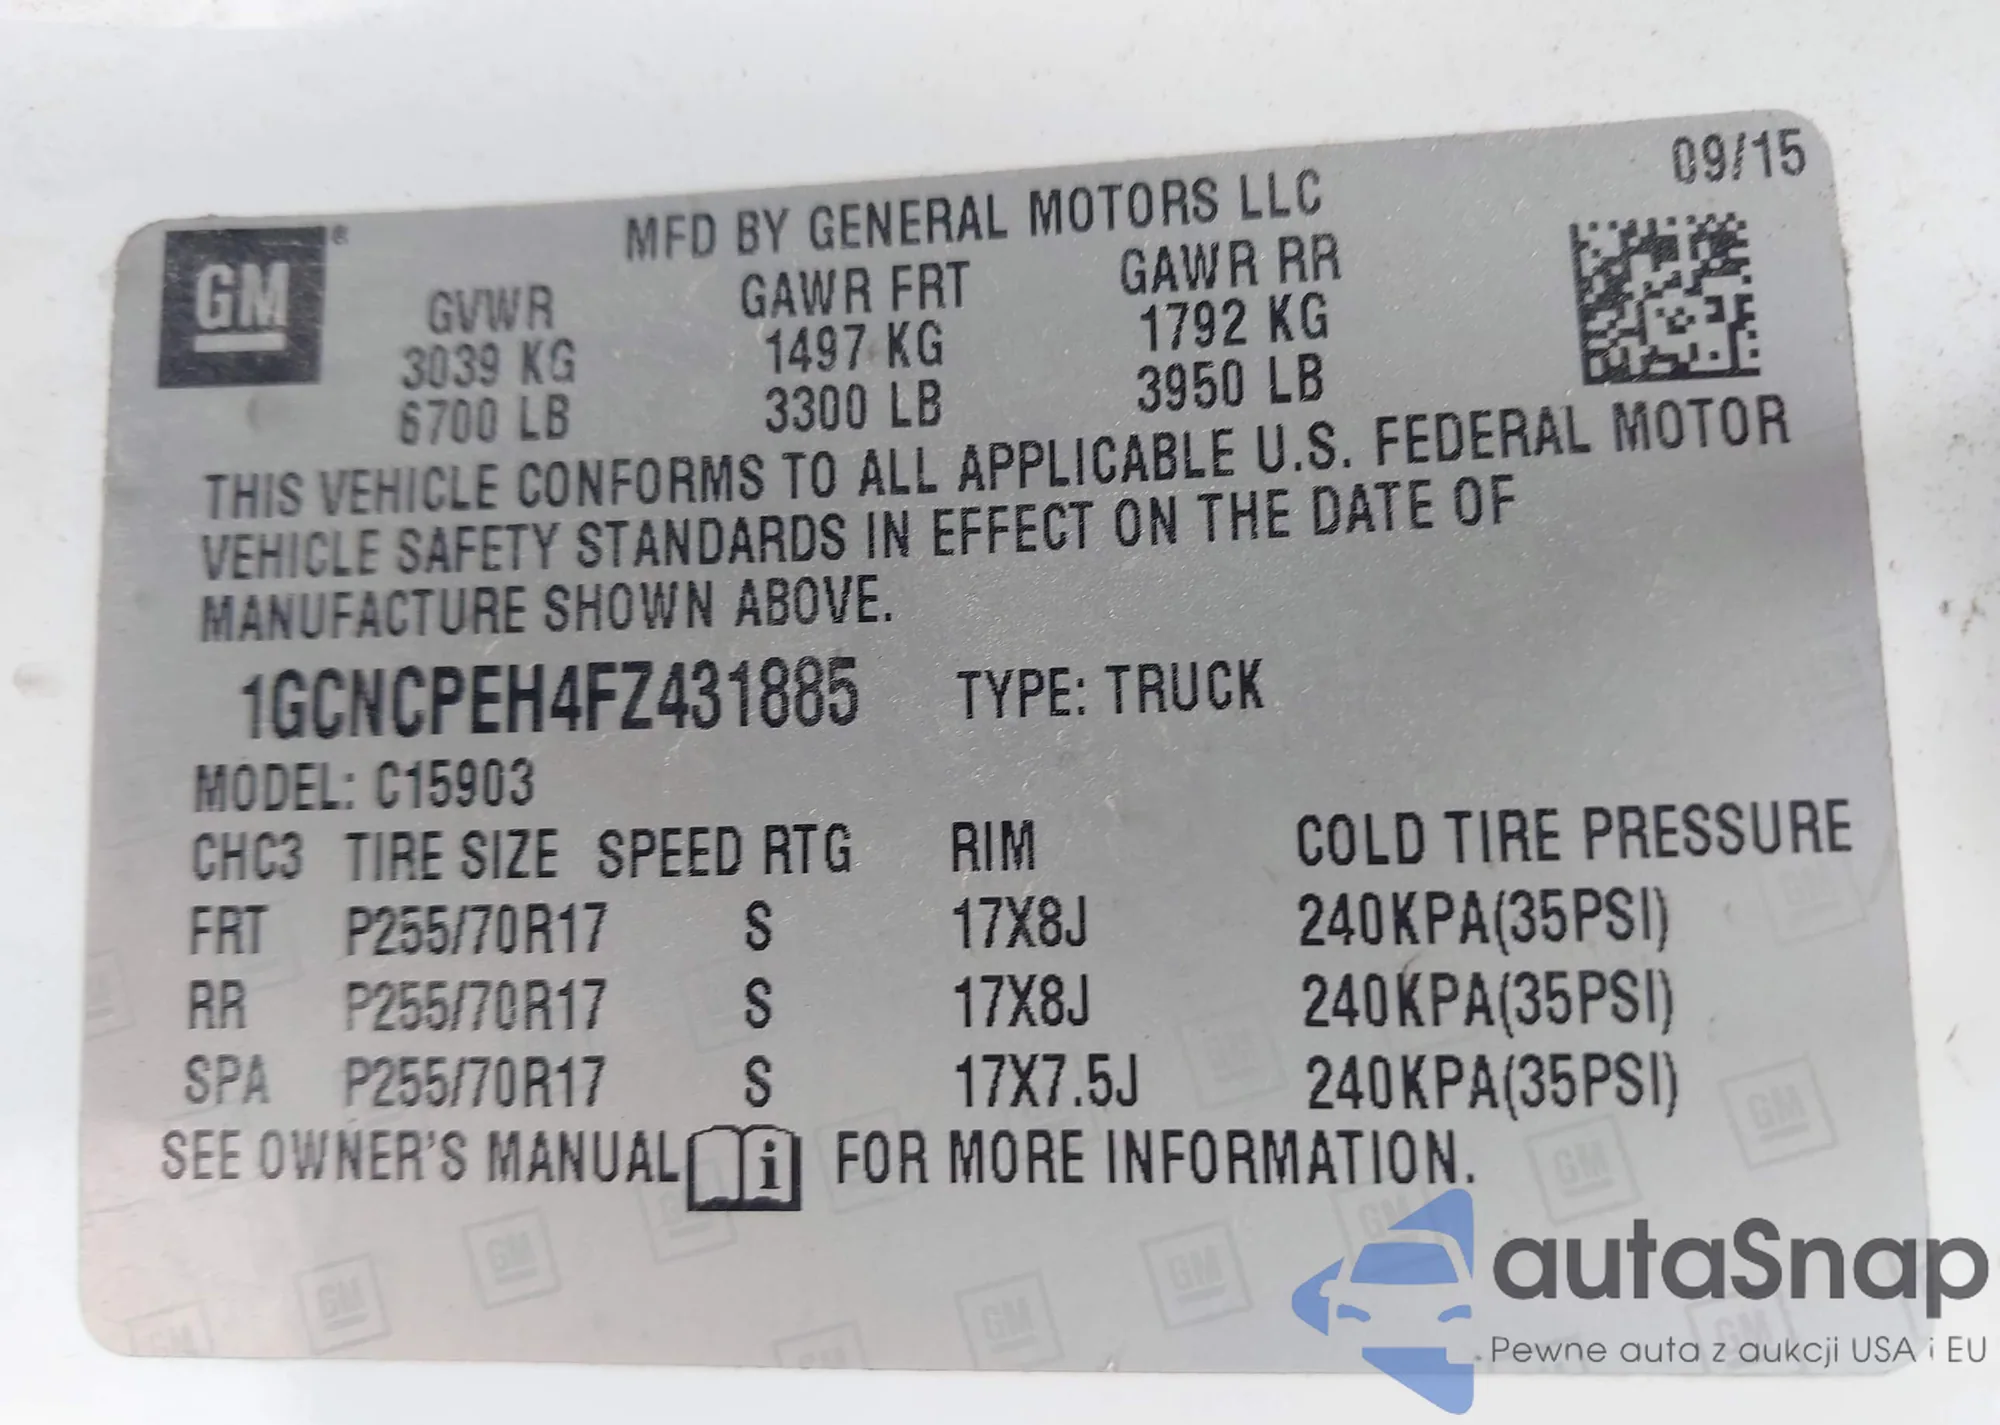 09/15
GM®
MFD BY GENERAL MOTORS LLC
GVWR GAWR FRT GAWR RR
3039 KG 1497 KG 1792 KG
6700 LB 3300 LB 3950 LB
THIS VEHICLE CONFORMS TO ALL APPLICABLE U.S. FEDERAL MOTOR
VEHICLE SAFETY STANDARDS IN EFFECT ON THE DATE OF
MANUFACTURE SHOWN ABOVE.
1GCNCPEH4FZ431885 TYPE: TRUCK
MODEL: C15903
CHC3 TIRE SIZE SPEED RTG RIM COLD TIRE PRESSURE
FRT P255/70R17 S 17X8J 240KPA(35PSI)
RR P255/70R17 S 17X8J 240KPA(35PSI)
SPA P255/70R17 S 17X7.5J 240KPA(35PSI)
SEE OWNER'S MANUAL i FOR MORE INFORMATION.
autaSnap
Pewne auta z aukcji USA i EU